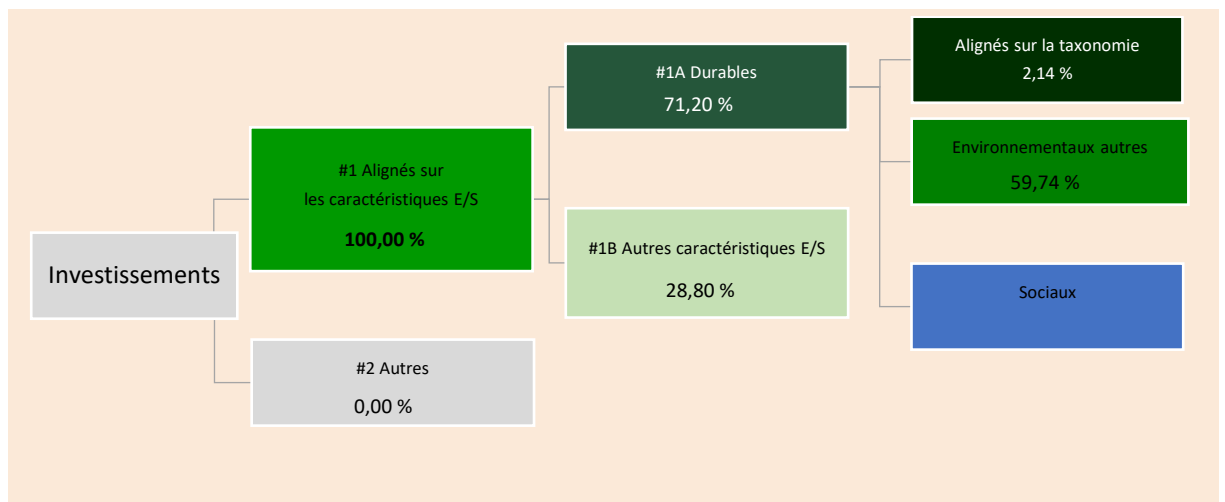 Investissements
#1 Alignés sur
les caractéristiques E/S
100,00 %
#2 Autres
0,00 %
#1A Durables
71,20 %
#1B Autres caractéristiques E/S
28,80 %
Alignés sur la taxonomie
2,14 %
Environnementaux autres
59,74 %
Sociaux